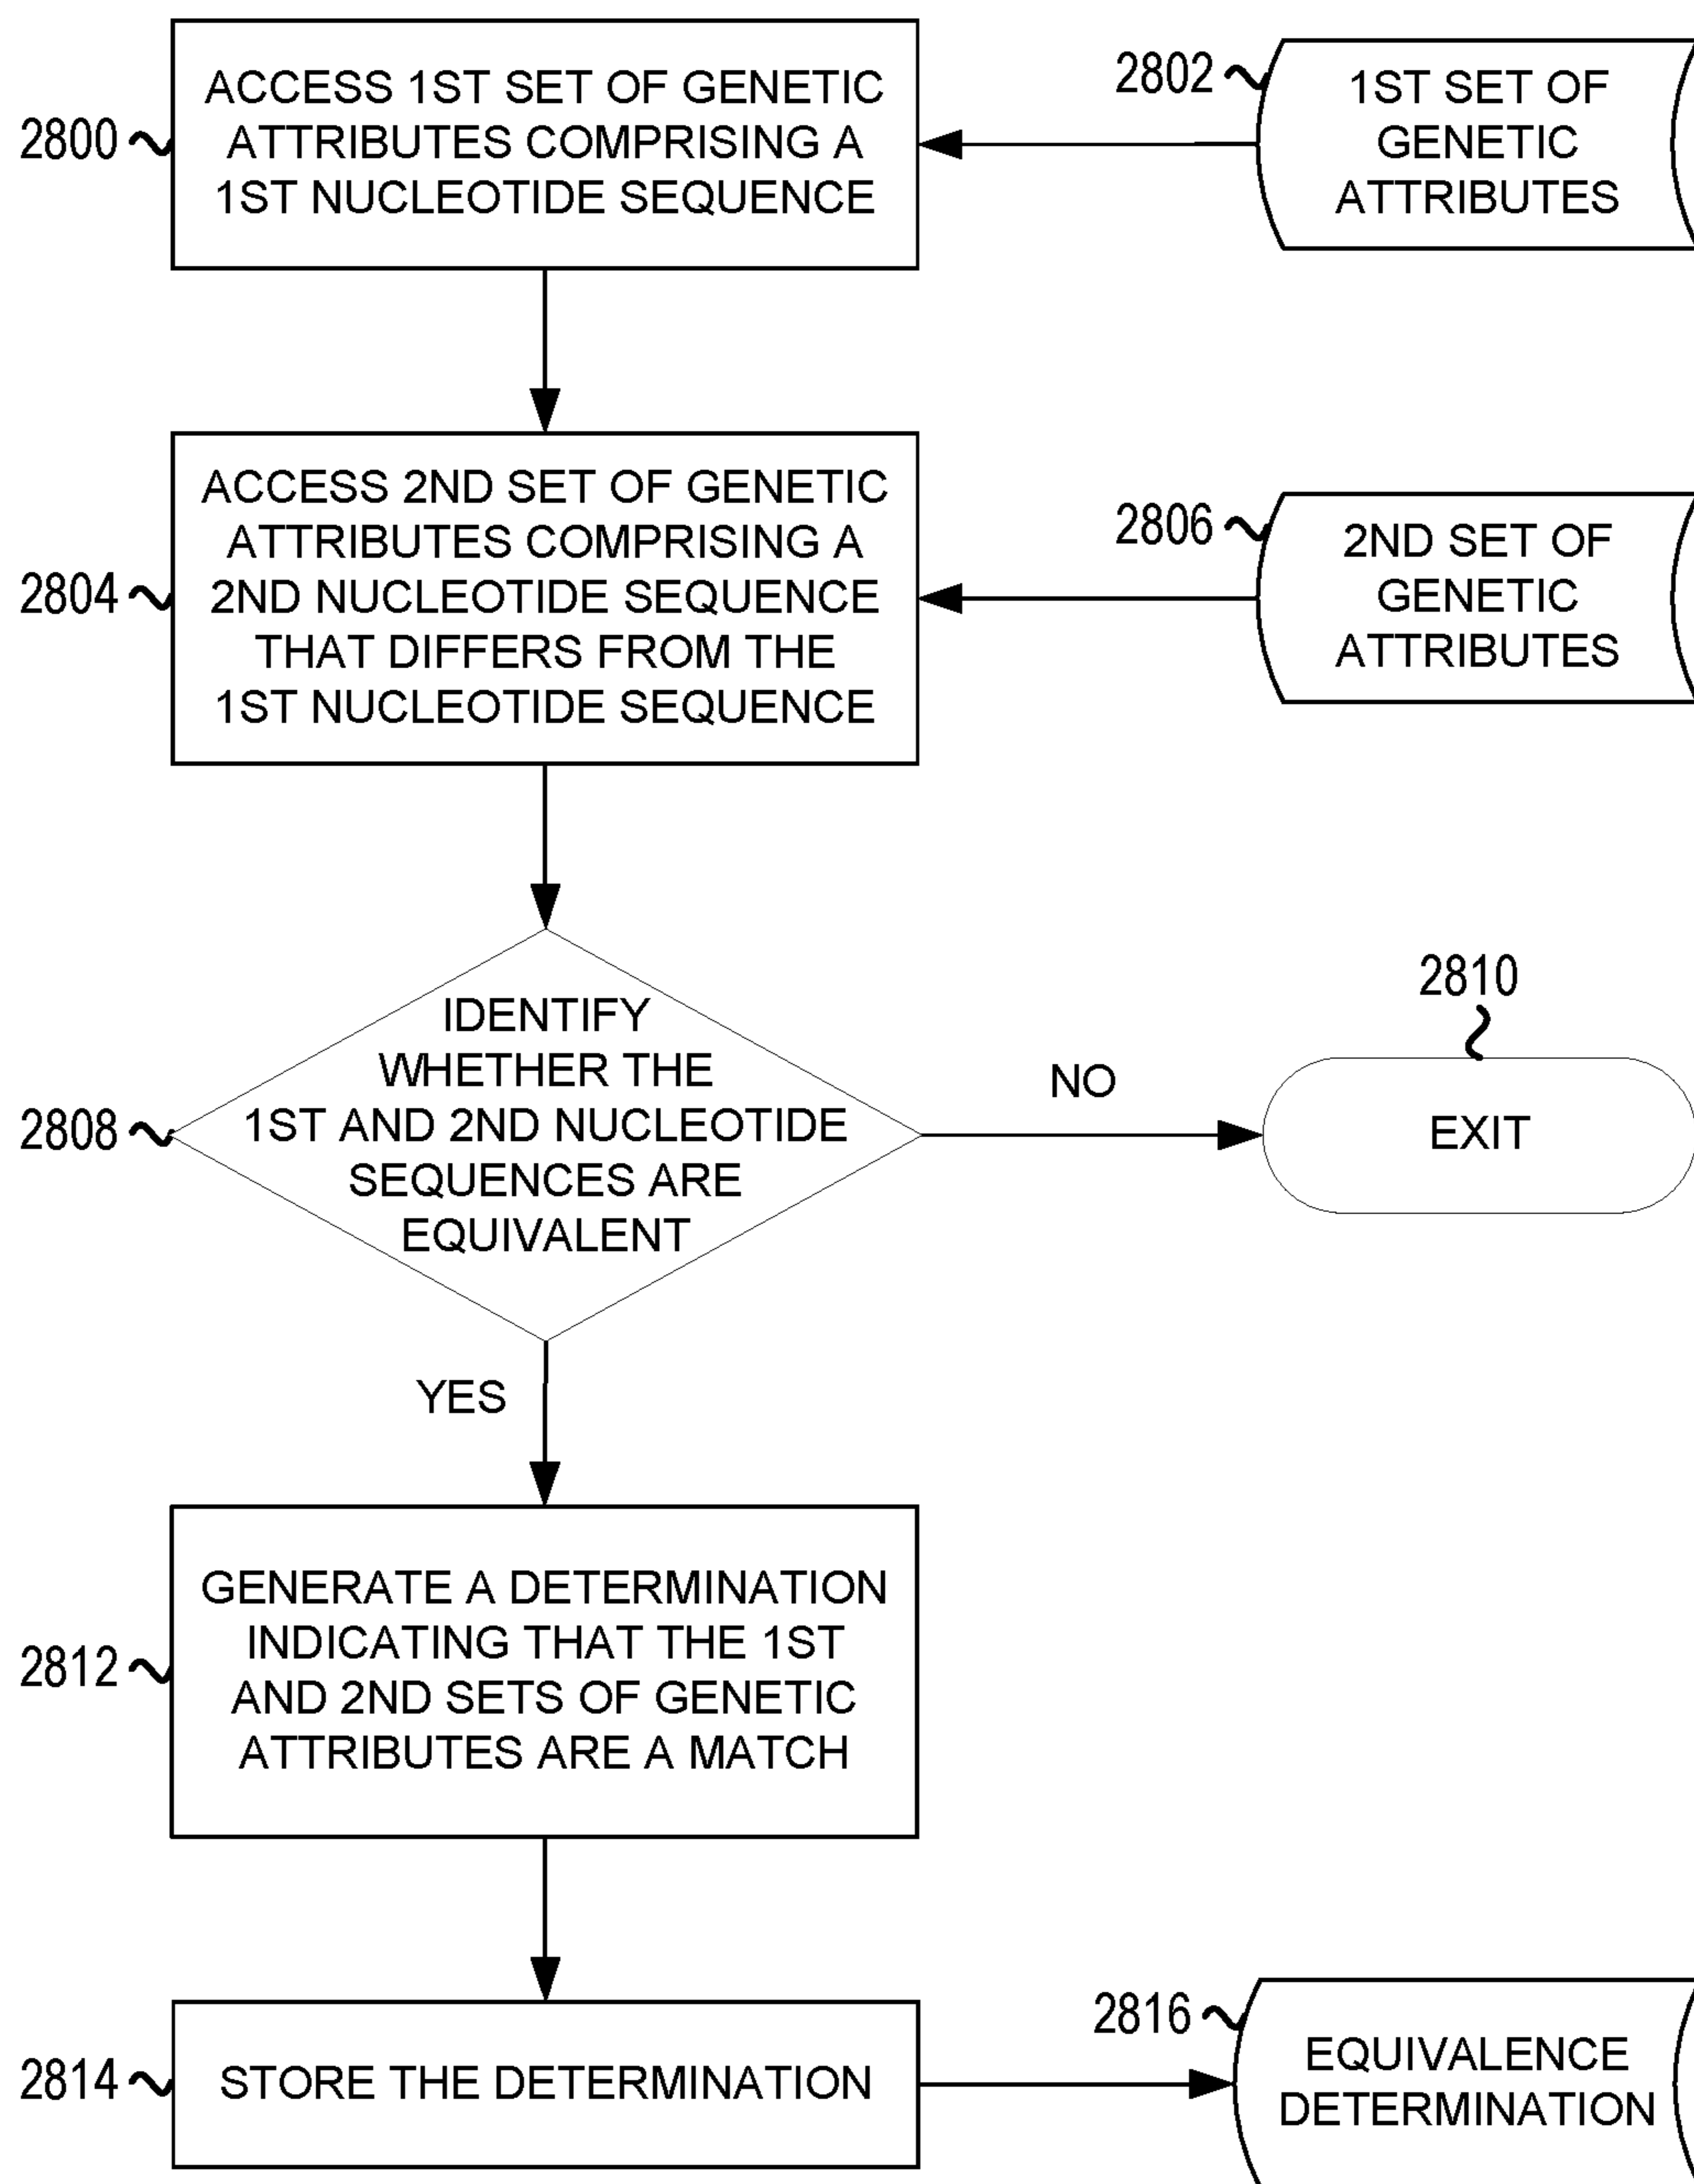 2800
ACCESS 1ST SET OF GENETIC
ATTRIBUTES COMPRISING A
1ST NUCLEOTIDE SEQUENCE
2802
1ST SET OF
GENETIC
ATTRIBUTES
2804
ACCESS 2ND SET OF GENETIC
ATTRIBUTES COMPRISING A
2ND NUCLEOTIDE SEQUENCE
THAT DIFFERS FROM THE
1ST NUCLEOTIDE SEQUENCE
2806
2ND SET OF
GENETIC
ATTRIBUTES
2808
IDENTIFY
WHETHER THE
1ST AND 2ND NUCLEOTIDE
SEQUENCES ARE
EQUIVALENT
NO
2810
EXIT
YES
2812
GENERATE A DETERMINATION
INDICATING THAT THE 1ST
AND 2ND SETS OF GENETIC
ATTRIBUTES ARE A MATCH
2814
STORE THE DETERMINATION
2816
EQUIVALENCE
DETERMINATION